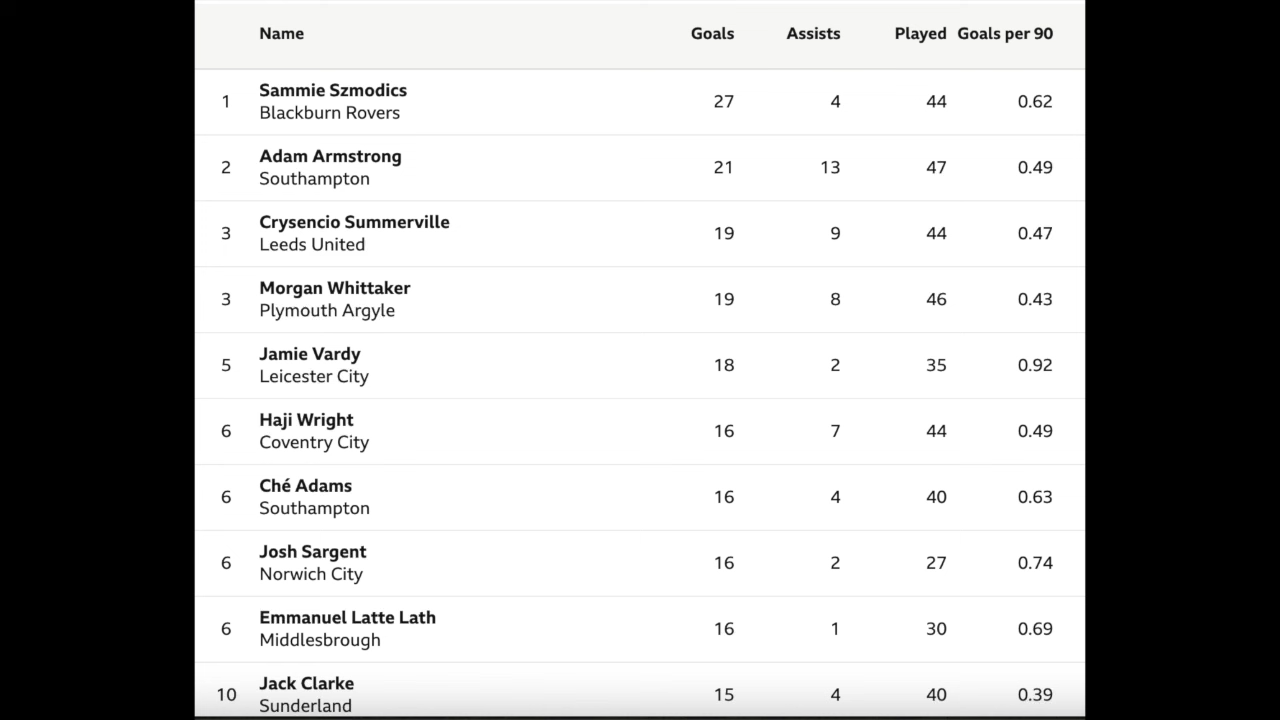 Name Goals Assists Played Goals per 90
1 Sammie Szmodics 27 4 44 0.62
Blackburn Rovers
2 Adam Armstrong 21 13 47 0.49
Southampton
3 Crysencio Summerville 19 9 44 0.47
Leeds United
3 Morgan Whittaker 19 8 46 0.43
Plymouth Argyle
5 Jamie Vardy 18 2 35 0.92
Leicester City
6 Haji Wright 16 7 44 0.49
Coventry City
6 Ché Adams 16 4 40 0.63
Southampton
6 Josh Sargent 16 2 27 0.74
Norwich City
6 Emmanuel Latte Lath 16 1 30 0.69
Middlesbrough
10 Jack Clarke 15 4 40 0.39
Sunderland